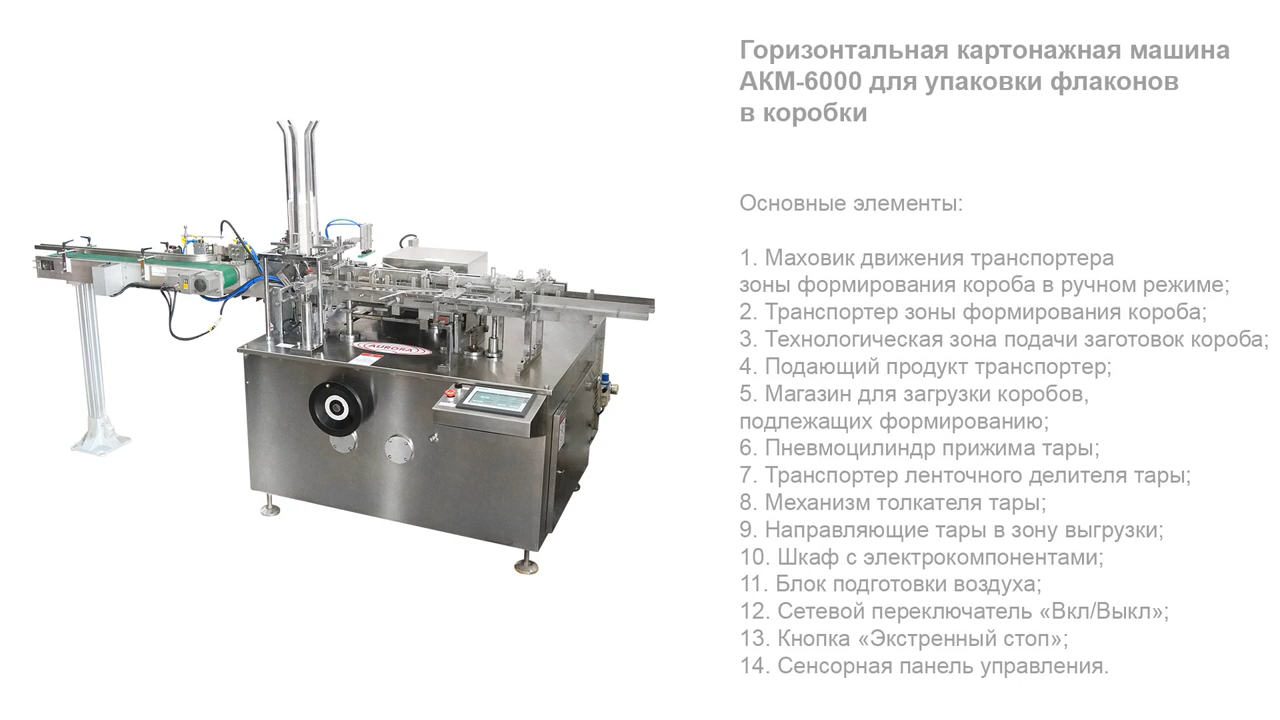 Горизонтальная картонажная машина
АКМ-6000 для упаковки флаконов
в коробки
Основные элементы:
1. Маховик движения транспортера
зоны формирования короба в ручном режиме;
2. Транспортер зоны формирования короба;
3. Технологическая зона подачи заготовок короба;
4. Подающий продукт транспортер;
5. Магазин для загрузки коробов,
подлежащих формированию;
6. Пневмоцилиндр прижима тары;
7. Транспортер ленточного делителя тары;
8. Механизм толкателя тары;
9. Направляющие тары в зону выгрузки;
10. Шкаф с электрокомпонентами;
11. Блок подготовки воздуха;
12. Сетевой переключатель «Вкл/Выкл»;
13. Кнопка «Экстренный стоп»;
14. Сенсорная панель управления.
AURORA